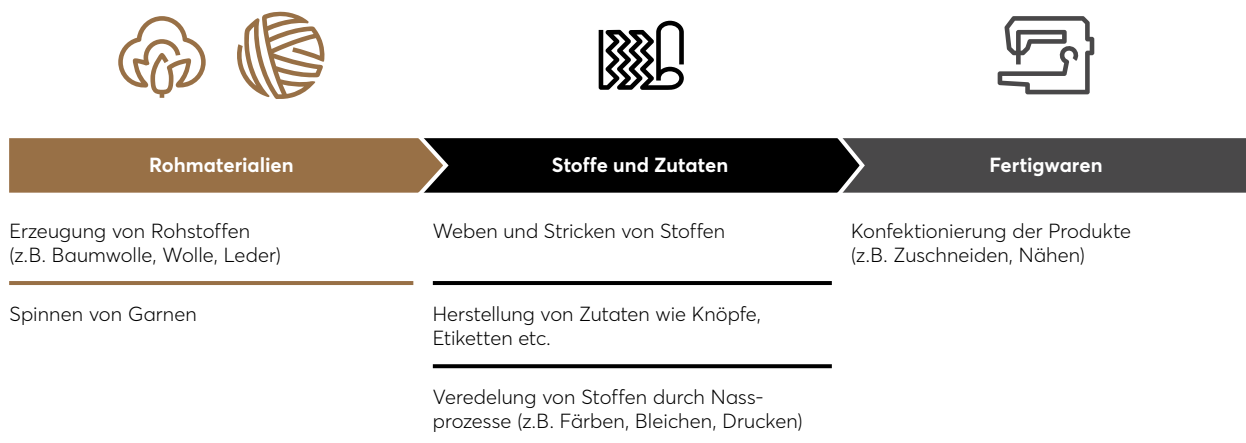 Rohmaterialien
Stoffe und Zutaten
Fertigwaren
Erzeugung von Rohstoffen
(z.B. Baumwolle, Wolle, Leder)
Spinnen von Garnen
Weben und Stricken von Stoffen
Herstellung von Zutaten wie Knöpfe,
Etiketten etc.
Veredelung von Stoffen durch Nass-
prozesse (z.B. Färben, Bleichen, Drucken)
Konfektionierung der Produkte
(z.B. Zuschneiden, Nähen)